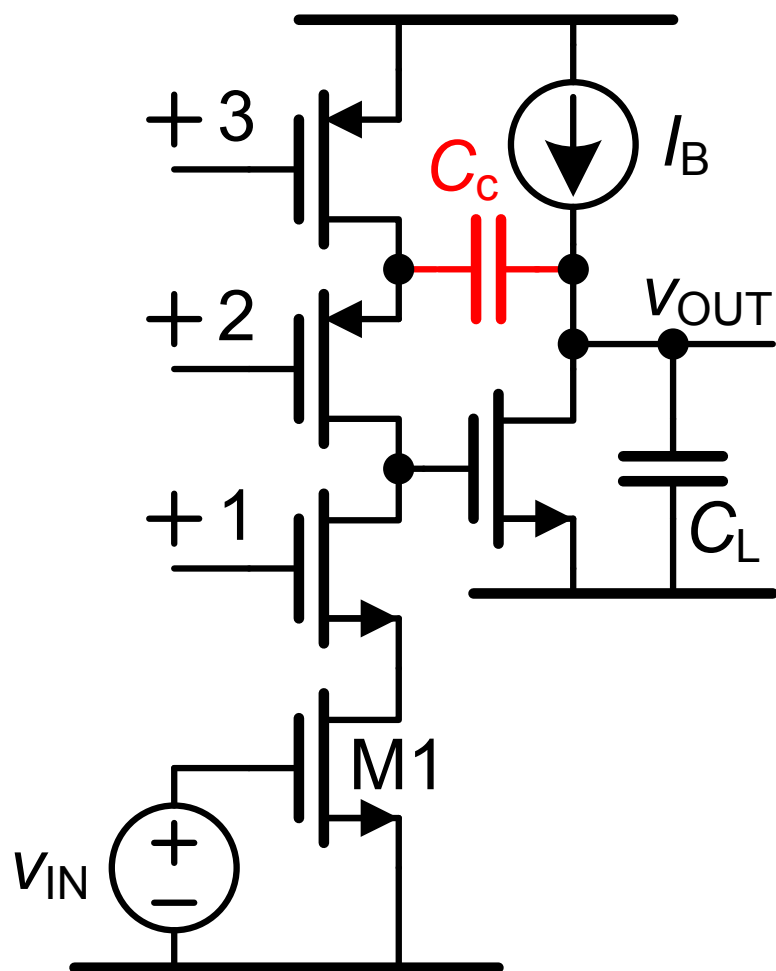 + 3
C_c
I_B
+ 2
v_OUT
+ 1
C_L
M1
v_IN
+
−